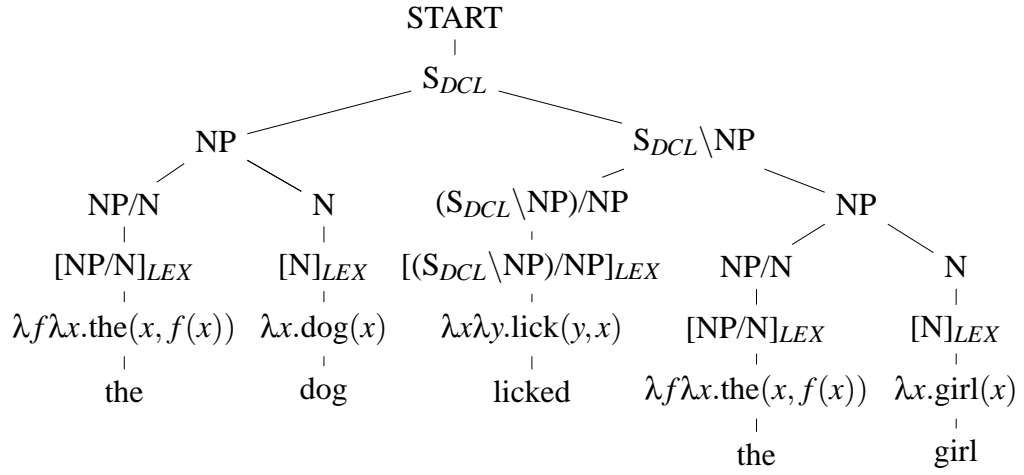 START
S_DCL
NP S_DCL\NP
NP/N N (S_DCL\NP)/NP NP
[NP/N]_LEX [N]_LEX [(S_DCL\NP)/NP]_LEX NP/N N
λfλx.the(x, f(x)) λx.dog(x) λxλy.lick(y,x) [NP/N]_LEX [N]_LEX
the dog licked λfλx.the(x, f(x)) λx.girl(x)
the girl